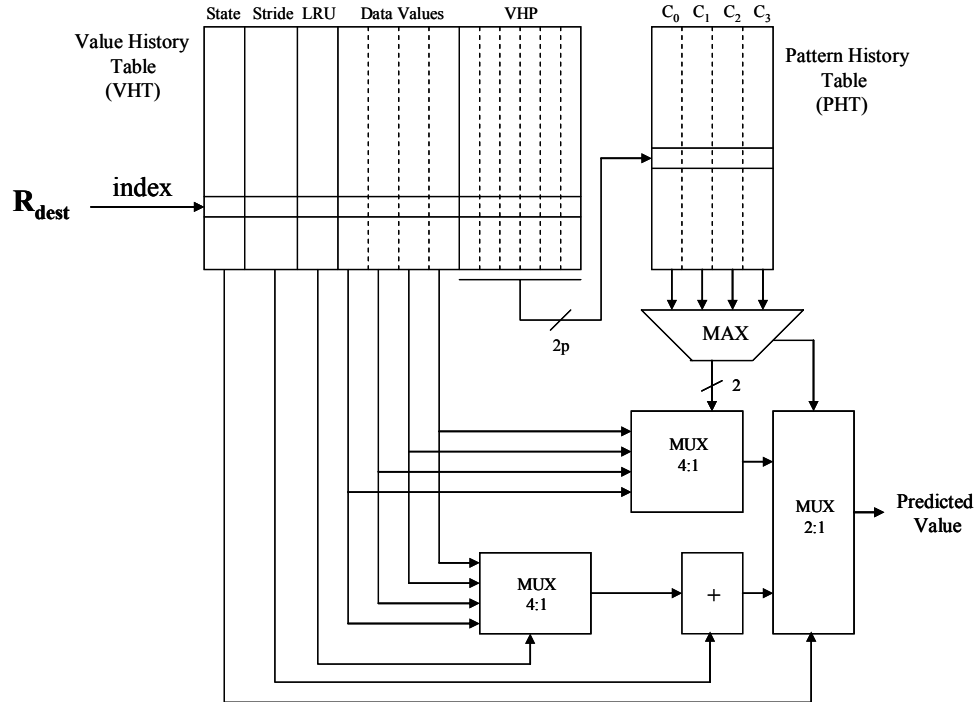 State Stride LRU Data Values VHP
C0 C1 C2 C3
Value History
Table
(VHT)
Pattern History
Table
(PHT)
Rdest
index
2p
MAX
2
MUX
4:1
MUX
2:1
Predicted
Value
MUX
4:1
+